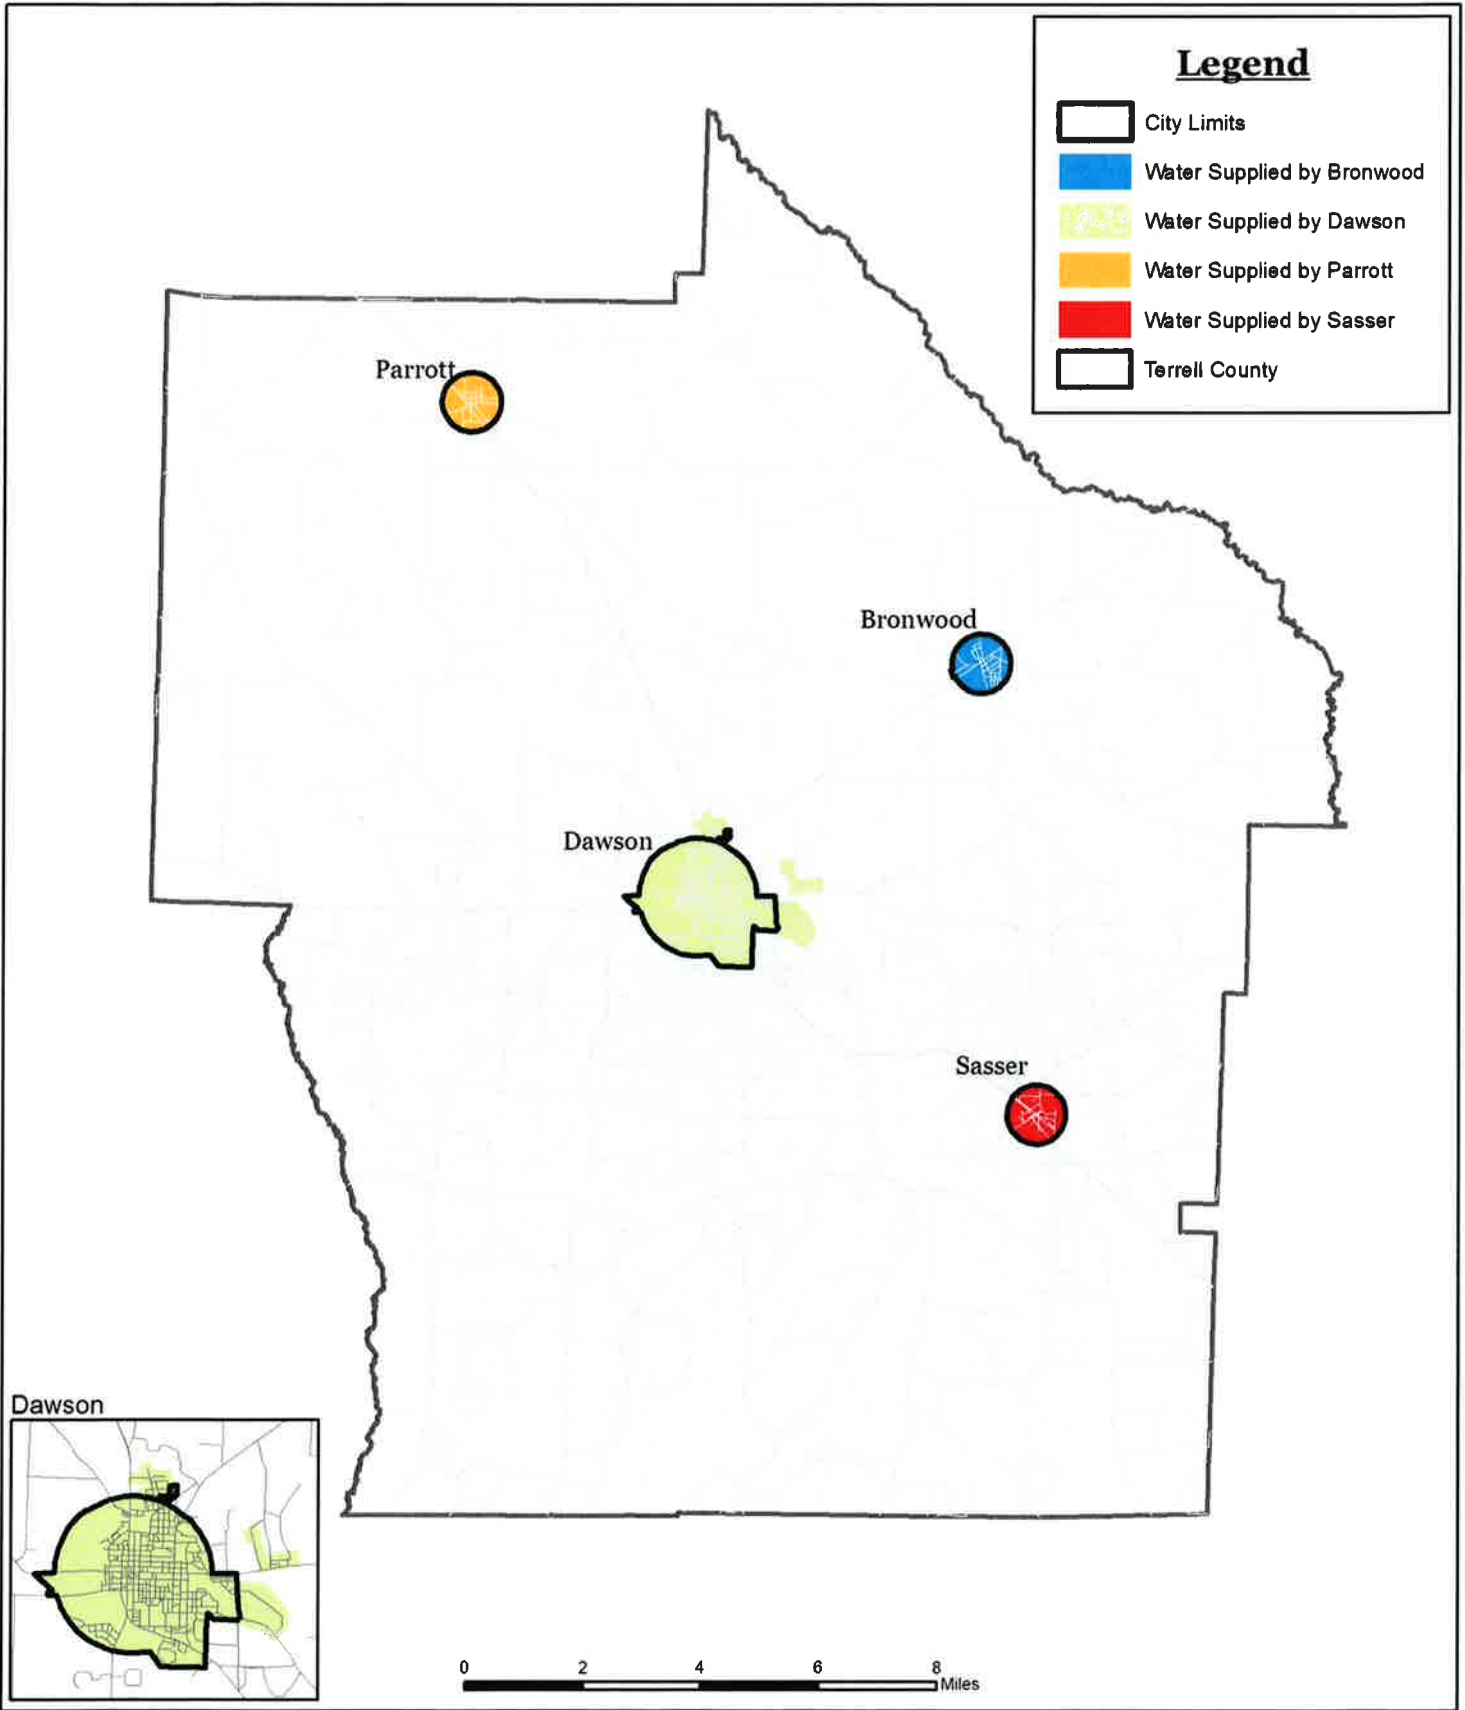 Legend
City Limits
Water Supplied by Bronwood
Water Supplied by Dawson
Water Supplied by Parrott
Water Supplied by Sasser
Terrell County
Parrott
Bronwood
Dawson
Sasser
Dawson
0 2 4 6 8
Miles